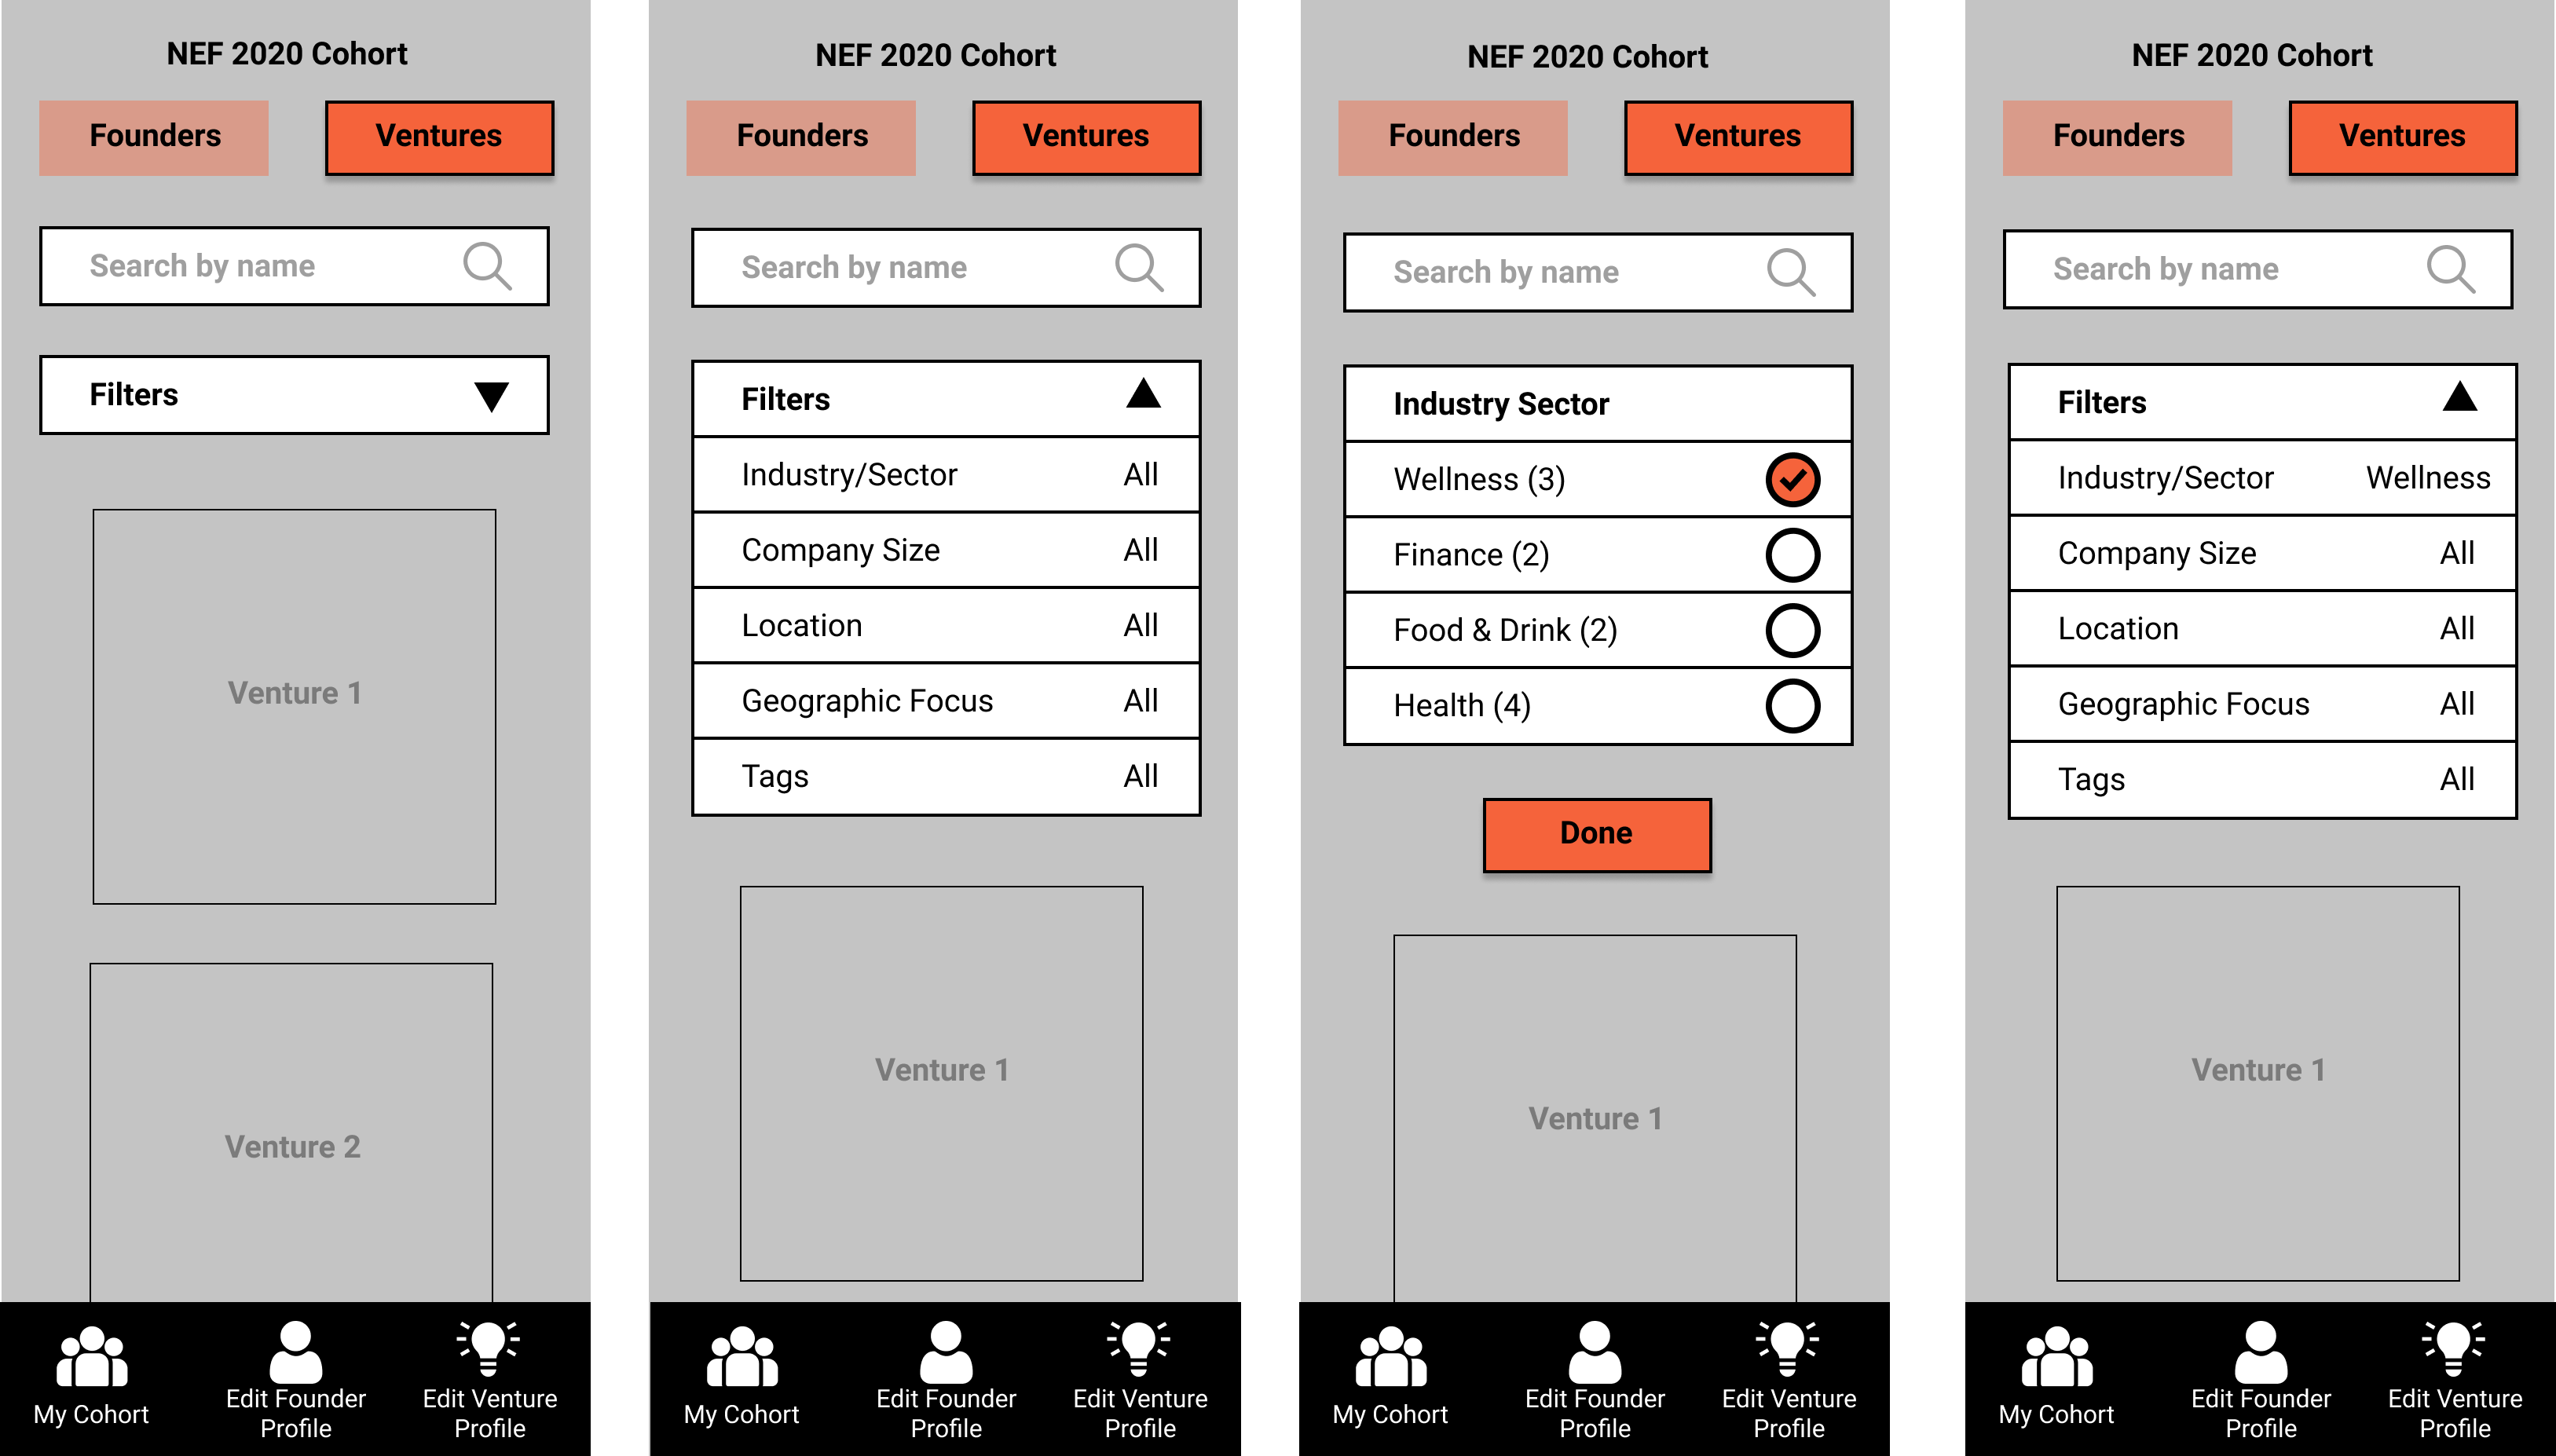 NEF 2020 Cohort
Founders
Ventures
Search by name
Filters
Venture 1
Venture 2
My Cohort
Edit Founder
Profile
Edit Venture
Profile
NEF 2020 Cohort
Founders
Ventures
Search by name
Filters
Industry/Sector All
Company Size All
Location All
Geographic Focus All
Tags All
Venture 1
My Cohort
Edit Founder
Profile
Edit Venture
Profile
NEF 2020 Cohort
Founders
Ventures
Search by name
Industry Sector
Wellness (3)
Finance (2)
Food & Drink (2)
Health (4)
Done
Venture 1
My Cohort
Edit Founder
Profile
Edit Venture
Profile
NEF 2020 Cohort
Founders
Ventures
Search by name
Filters
Industry/Sector Wellness
Company Size All
Location All
Geographic Focus All
Tags All
Venture 1
My Cohort
Edit Founder
Profile
Edit Venture
Profile